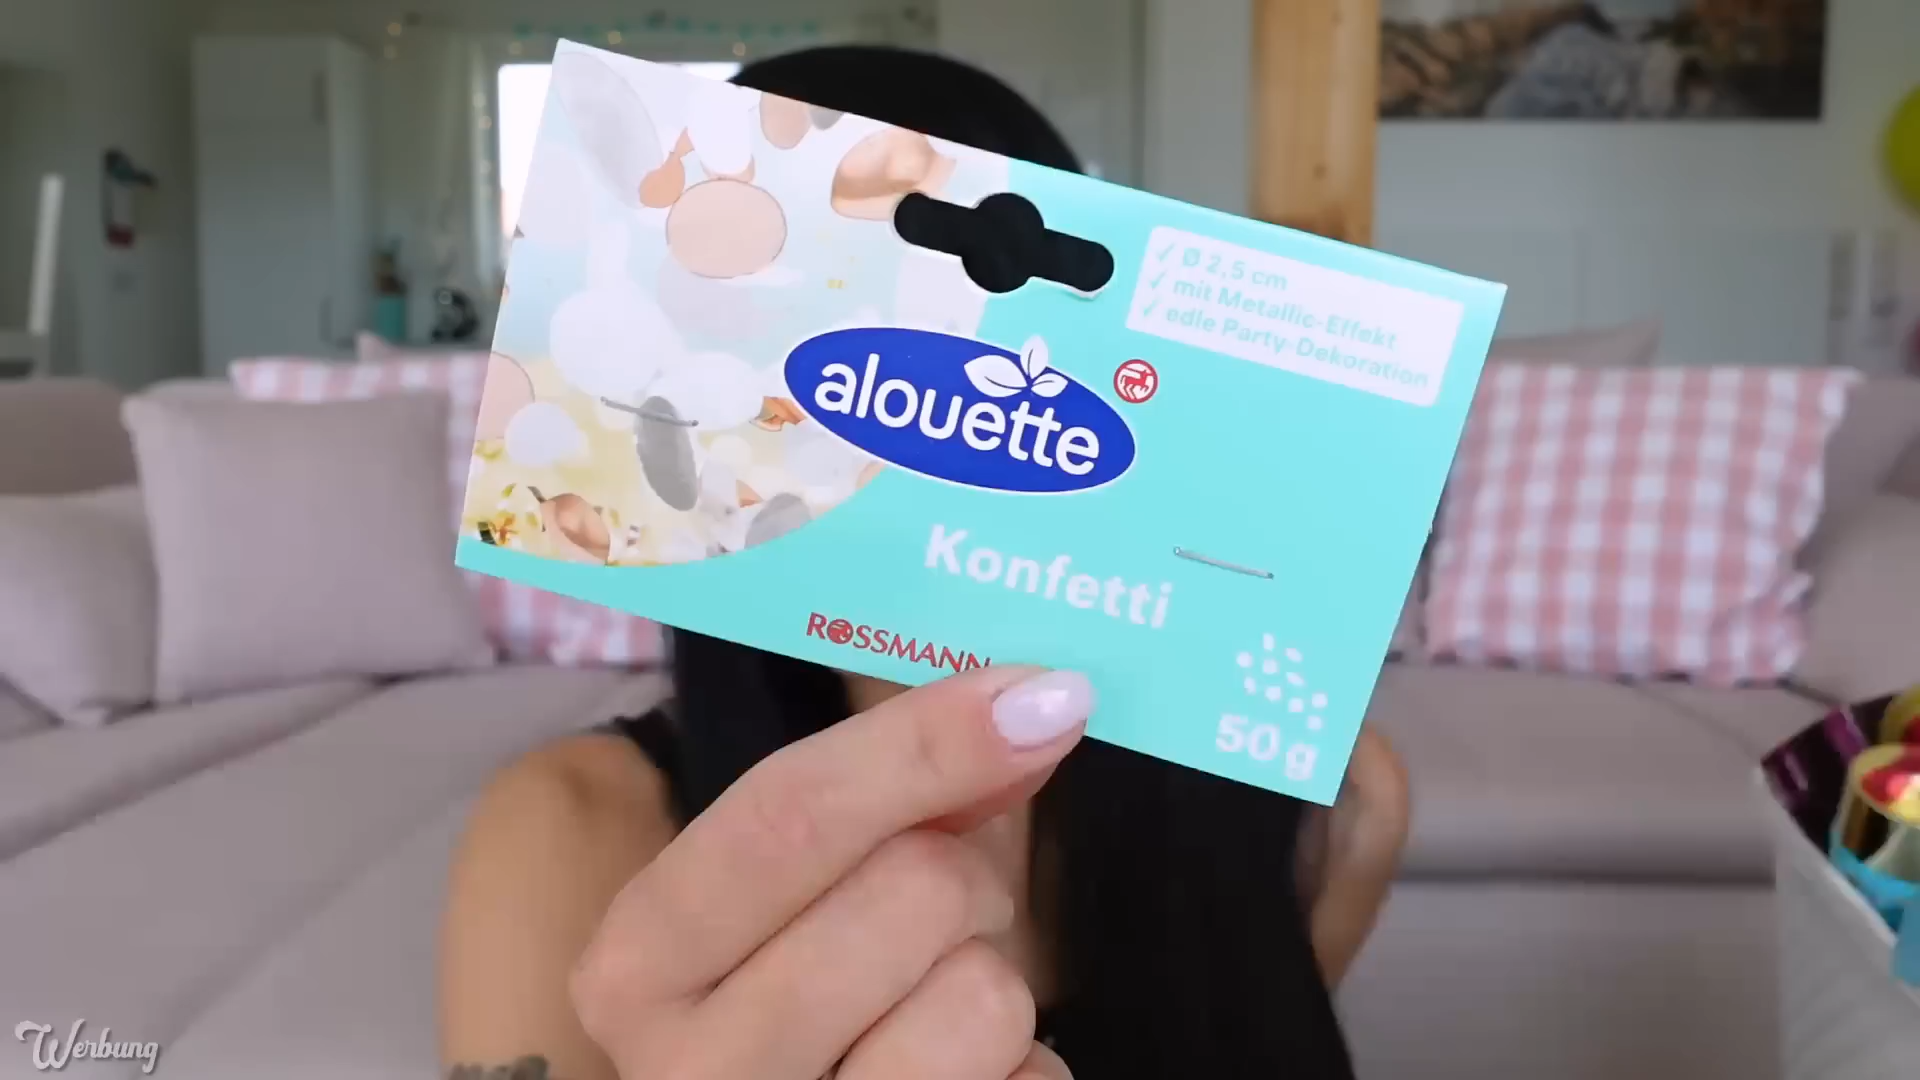 ✓ Ø 2,5 cm
✓ mit Metallic-Effekt
✓ edle Party-Dekoration
alouette
Konfetti
ROSSMANN
50 g
Werbung